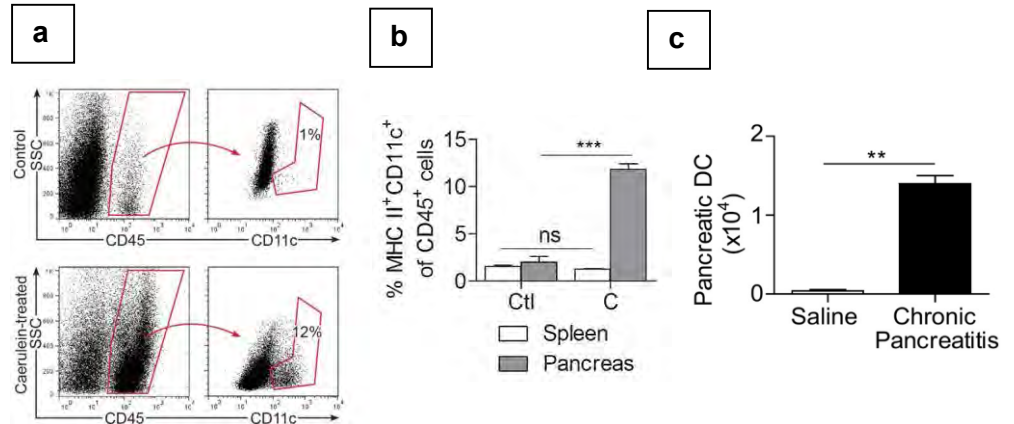 a
b
c
Control
SSC
CD45
1%
CD11c
Caerulein-treated
SSC
CD45
12%
CD11c
% MHC II⁺CD11c⁺
of CD45⁺ cells
15
10
5
0
***
ns
Ctl
C
Spleen
Pancreas
Pancreatic DC
(x10⁴)
2
1
0
**
Saline
Chronic
Pancreatitis